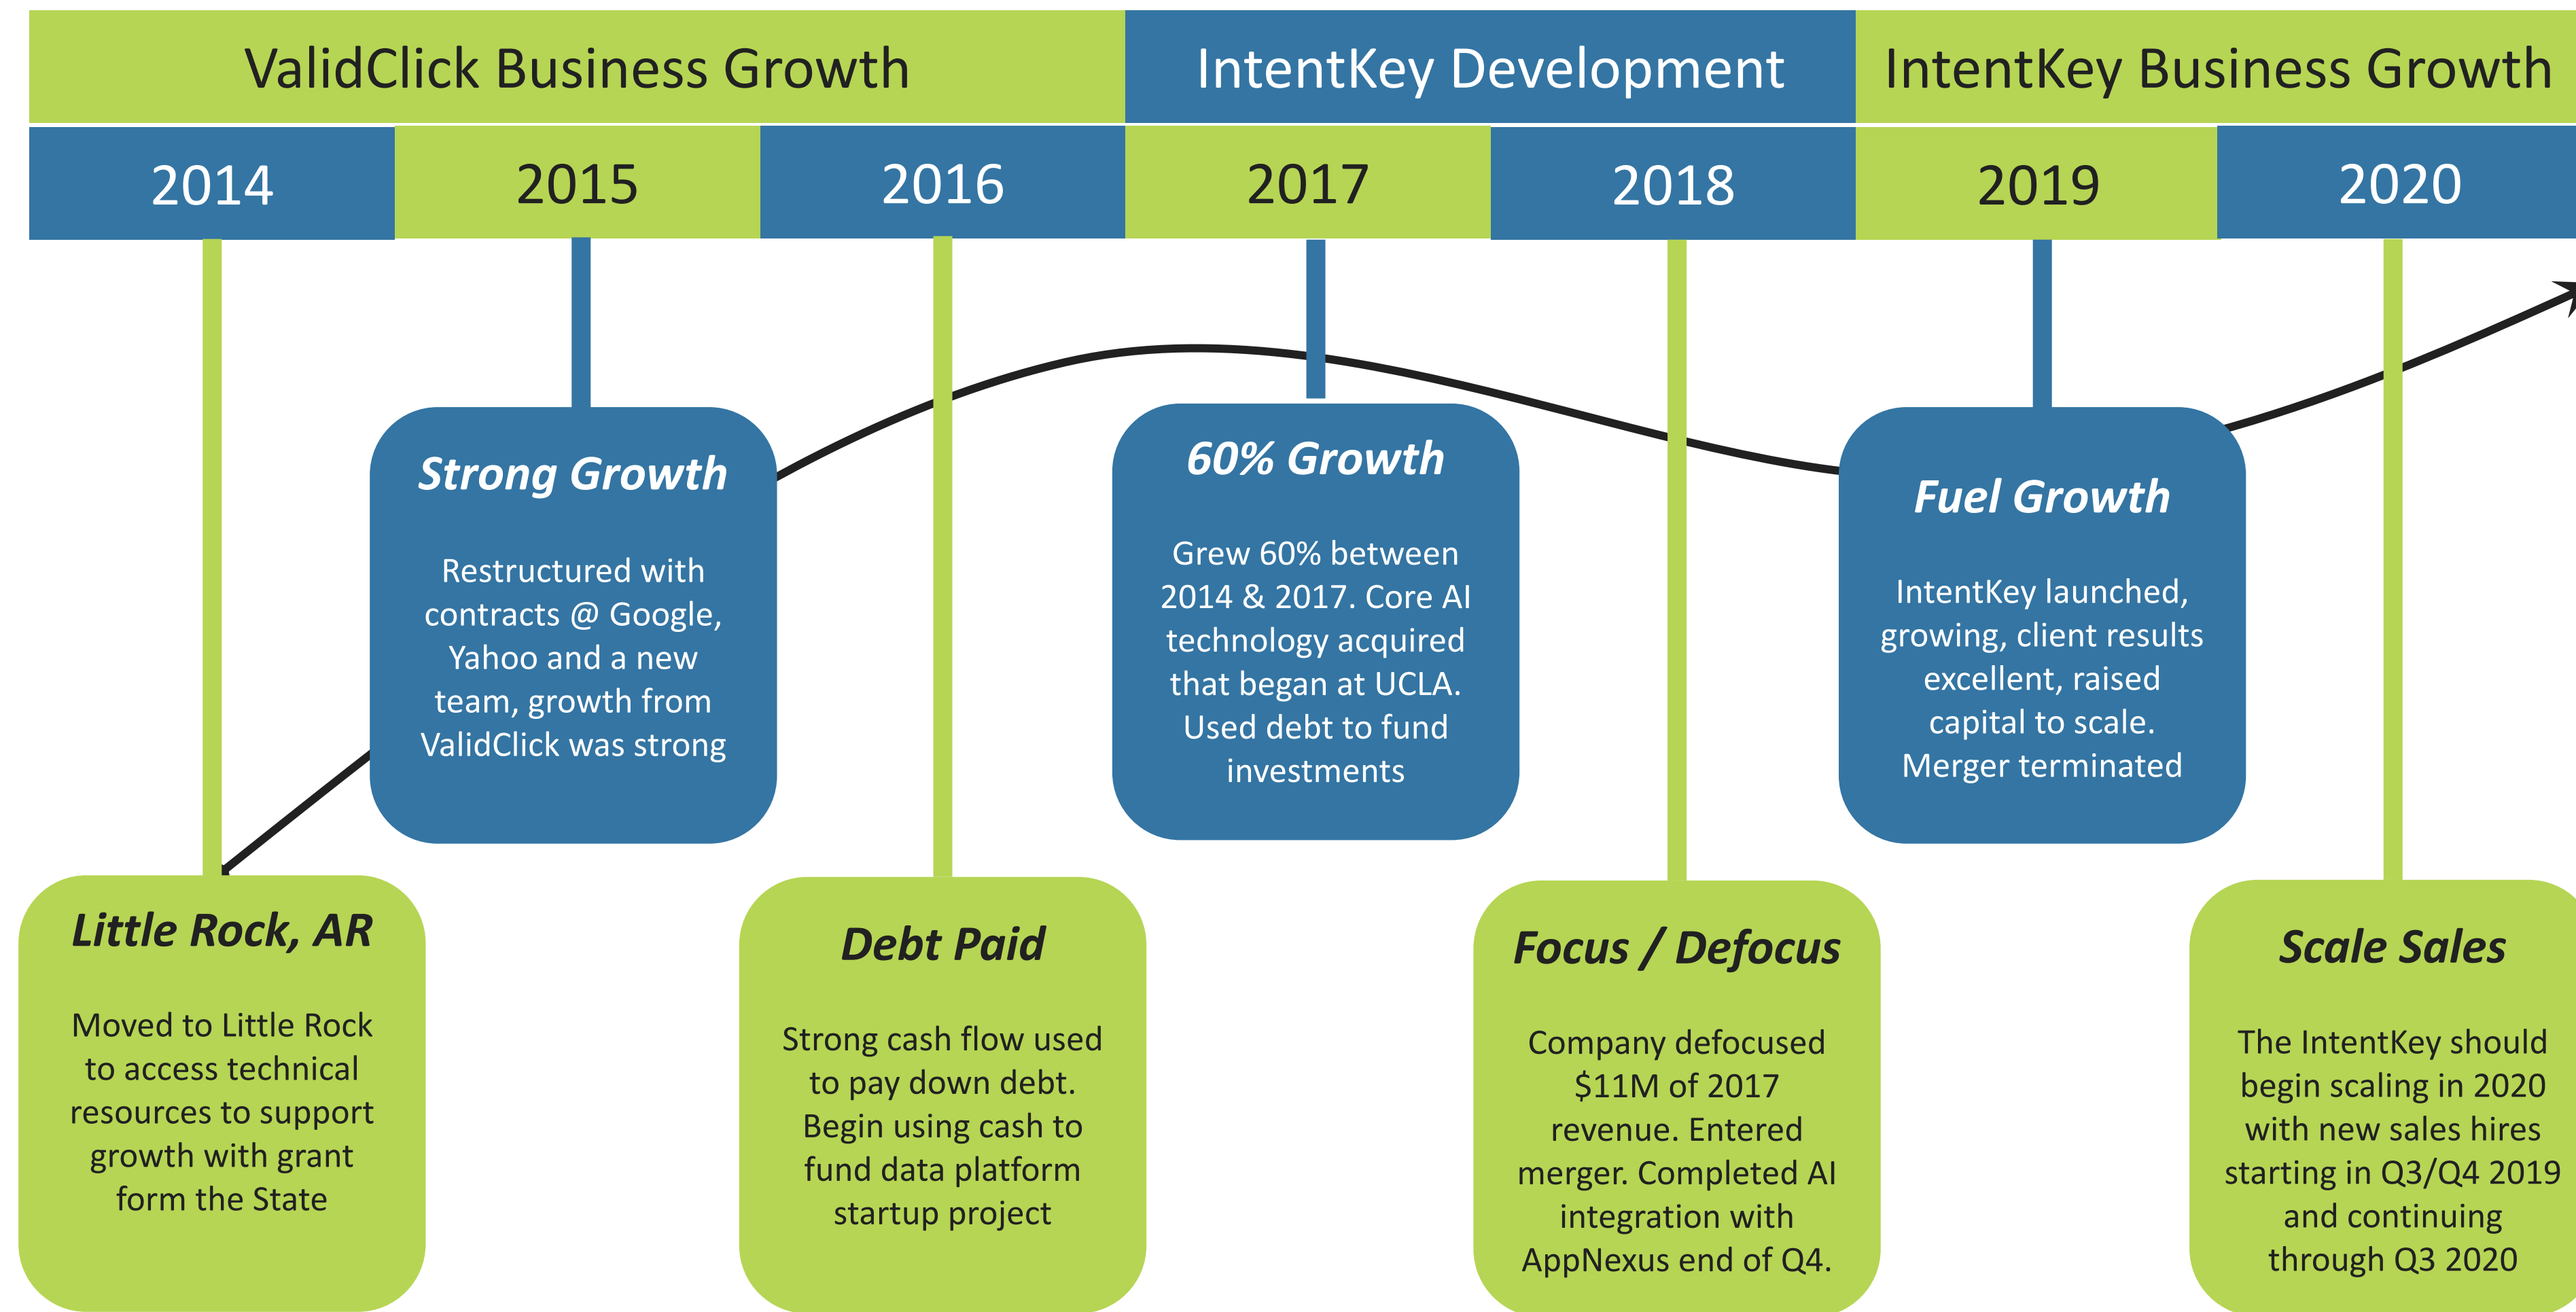 ValidClick Business Growth
IntentKey Development
IntentKey Business Growth
2014
2015
2016
2017
2018
2019
2020
Little Rock, AR
Moved to Little Rock
to access technical
resources to support
growth with grant
form the State
Strong Growth
Restructured with
contracts @ Google,
Yahoo and a new
team, growth from
ValidClick was strong
Debt Paid
Strong cash flow used
to pay down debt.
Begin using cash to
fund data platform
startup project
60% Growth
Grew 60% between
2014 & 2017. Core AI
technology acquired
that began at UCLA.
Used debt to fund
investments
Focus / Defocus
Company defocused
$11M of 2017
revenue. Entered
merger. Completed AI
integration with
AppNexus end of Q4.
Fuel Growth
IntentKey launched,
growing, client results
excellent, raised
capital to scale.
Merger terminated
Scale Sales
The IntentKey should
begin scaling in 2020
with new sales hires
starting in Q3/Q4 2019
and continuing
through Q3 2020